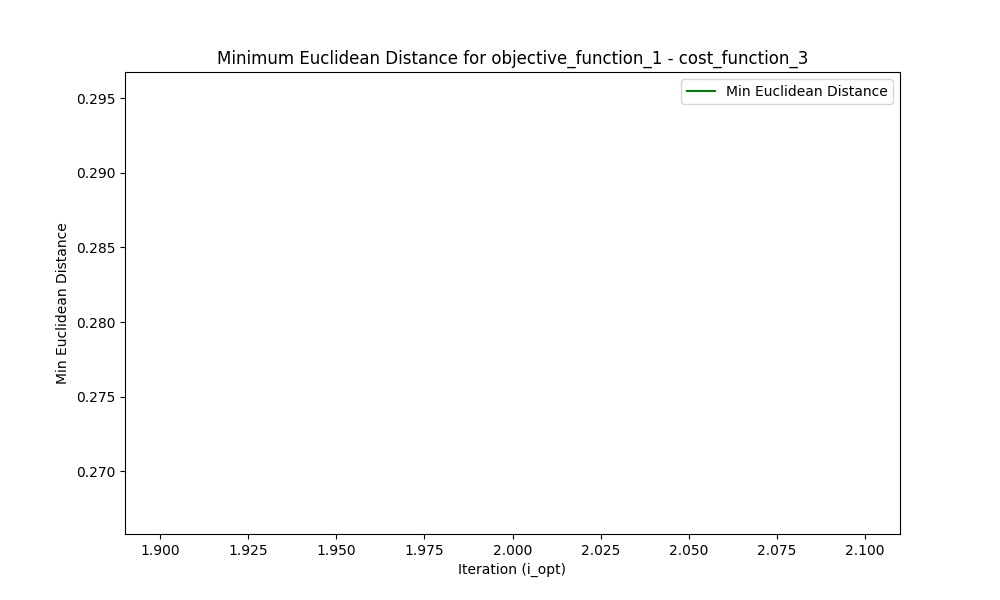 Minimum Euclidean Distance for objective_function_1 - cost_function_3
Min Euclidean Distance
0.295
0.290
0.285
0.280
0.275
0.270
Min Euclidean Distance
1.900 1.925 1.950 1.975 2.000 2.025 2.050 2.075 2.100
Iteration (i_opt)